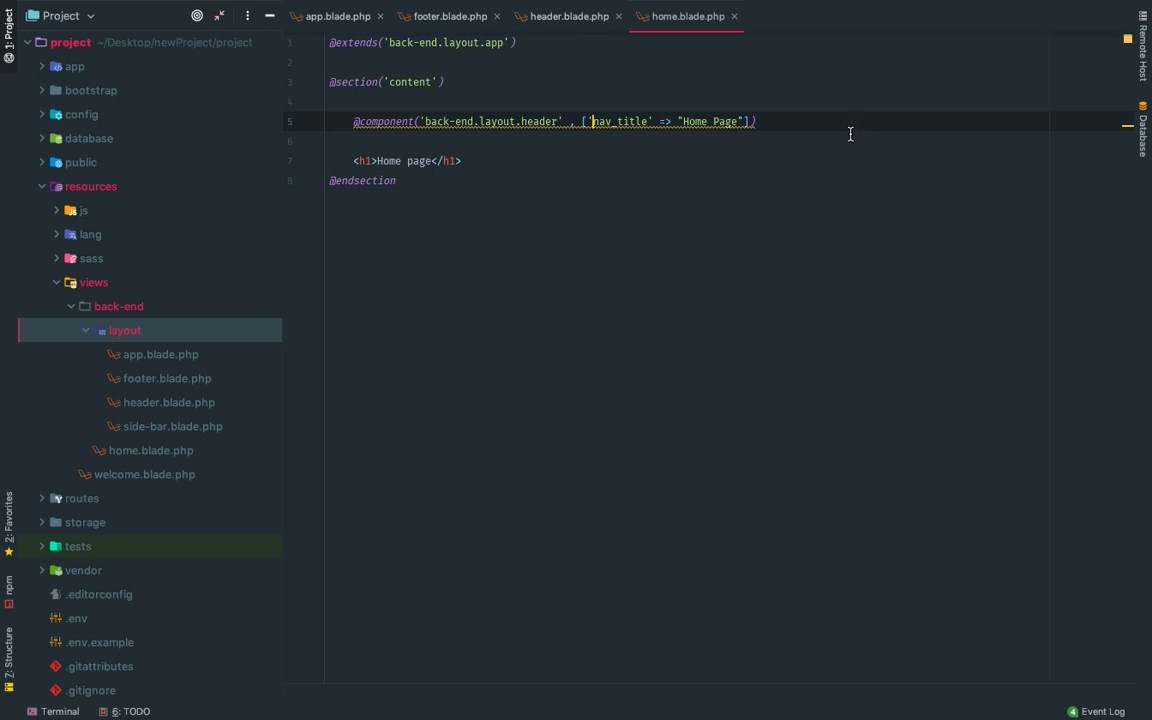 Project
app.blade.php
footer.blade.php
header.blade.php
home.blade.php
1: Project
Remote Host
Database
project ~/Desktop/newProject/project
app
bootstrap
config
database
public
resources
js
lang
sass
views
back-end
layout
app.blade.php
footer.blade.php
header.blade.php
side-bar.blade.php
home.blade.php
welcome.blade.php
routes
storage
tests
vendor
.editorconfig
.env
.env.example
.gitattributes
.gitignore
1 @extends('back-end.layout.app')
2
3 @section('content')
4
5 @component('back-end.layout.header' , ['nav_title' => "Home Page"])
6
7 <h1>Home page</h1>
8 @endsection
2: Favorites
npm
7: Structure
Terminal
6: TODO
4 Event Log